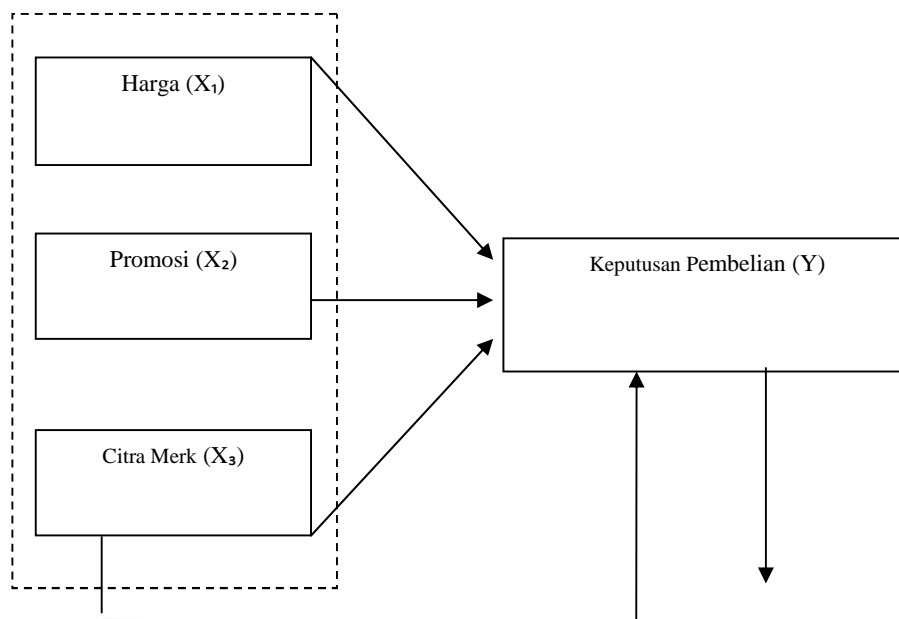 Harga (X₁)
Promosi (X₂)
Keputusan Pembelian (Y)
Citra Merk (X₃)